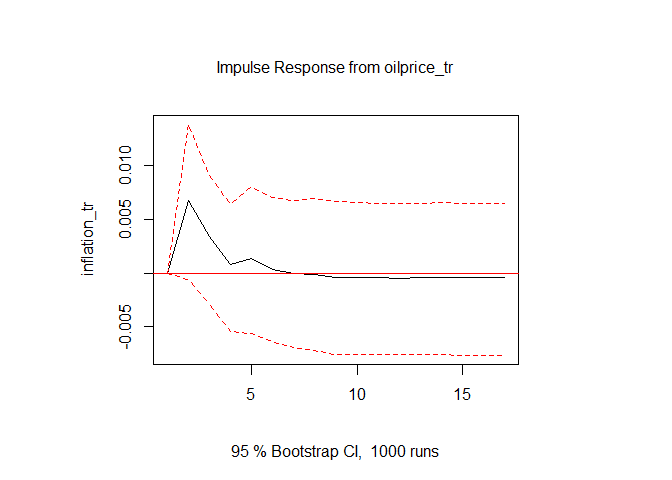 Impulse Response from oilprice_tr
inflation_tr
0.010
0.005
-0.005
5 10 15
95 % Bootstrap CI, 1000 runs